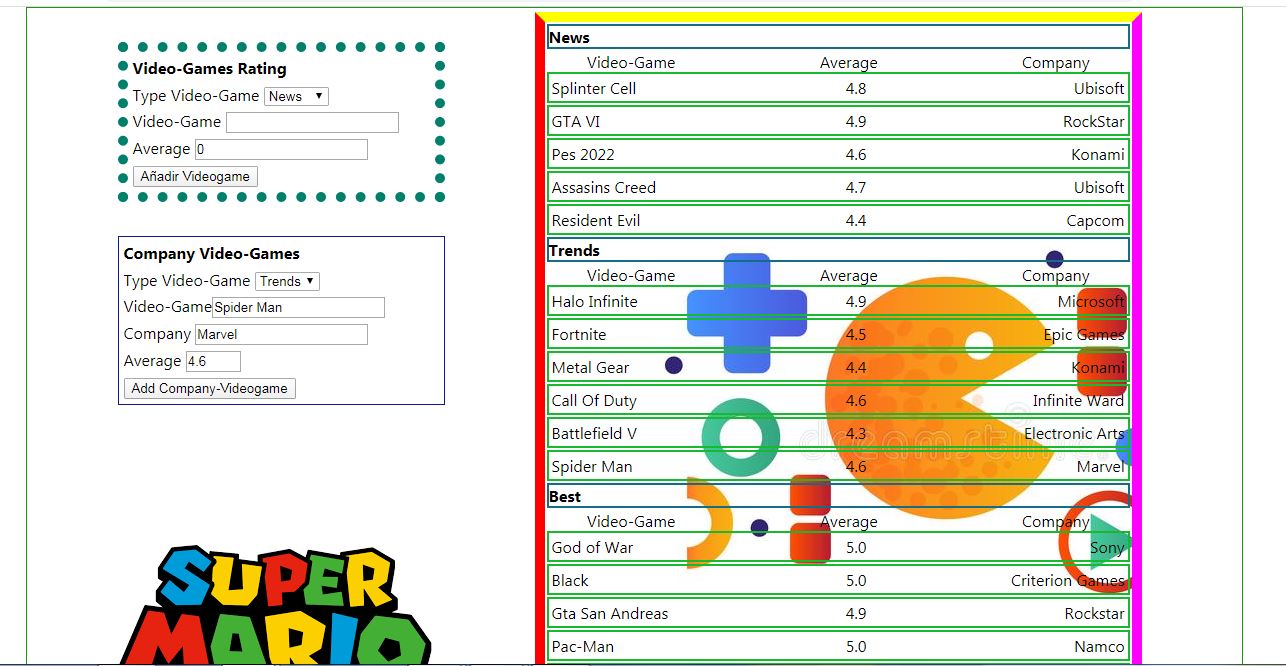 Video-Games Rating
Type Video-Game News
Video-Game
Average 0
Añadir Videogame
Company Video-Games
Type Video-Game Trends
Video-Game Spider Man
Company Marvel
Average 4.6
Add Company-Videogame
SUPER
MARIO
News
Video-Game Average Company
Splinter Cell 4.8 Ubisoft
GTA VI 4.9 RockStar
Pes 2022 4.6 Konami
Assasins Creed 4.7 Ubisoft
Resident Evil 4.4 Capcom
Trends
Video-Game Average Company
Halo Infinite 4.9 Microsoft
Fortnite 4.5 Epic Games
Metal Gear 4.4 Konami
Call Of Duty 4.6 Infinite Ward
Battlefield V 4.3 Electronic Arts
Spider Man 4.6 Marvel
Best
Video-Game Average Company
God of War 5.0 Sony
Black 5.0 Criterion Games
Gta San Andreas 4.9 Rockstar
Pac-Man 5.0 Namco